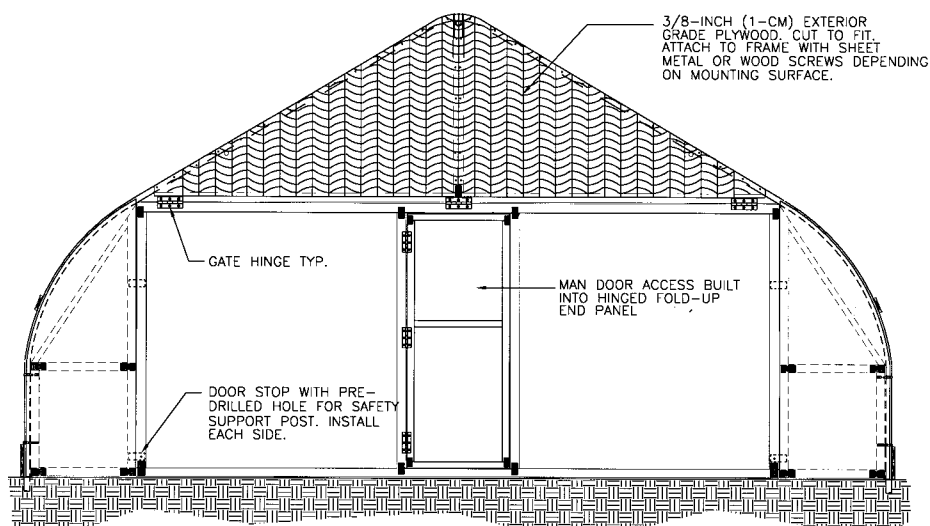 3/8-INCH (1-CM) EXTERIOR
GRADE PLYWOOD. CUT TO FIT.
ATTACH TO FRAME WITH SHEET
METAL OR WOOD SCREWS DEPENDING
ON MOUNTING SURFACE.
GATE HINGE TYP.
MAN DOOR ACCESS BUILT
INTO HINGED FOLD-UP
END PANEL
DOOR STOP WITH PRE-
DRILLED HOLE FOR SAFETY
SUPPORT POST. INSTALL
EACH SIDE.